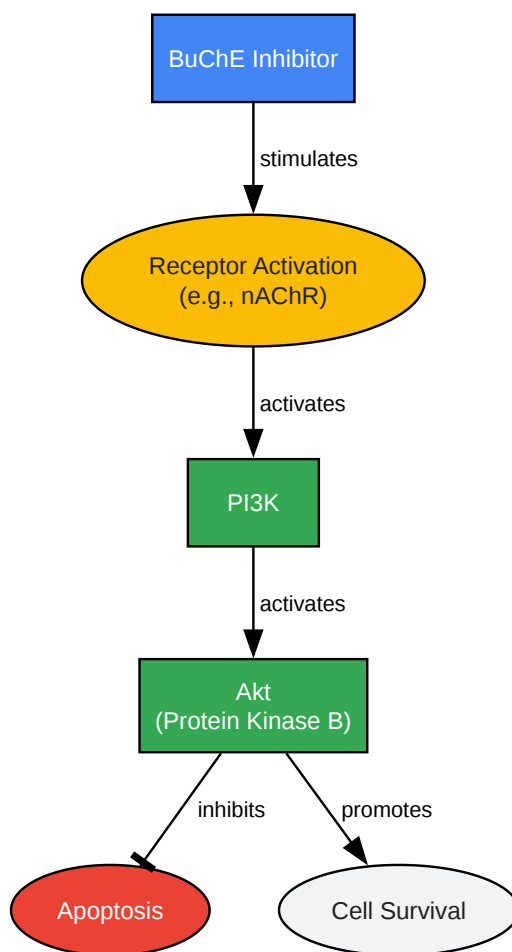 BuChE Inhibitor
stimulates
Receptor Activation
(e.g., nAChR)
activates
PI3K
activates
Akt
(Protein Kinase B)
inhibits
promotes
Apoptosis
Cell Survival